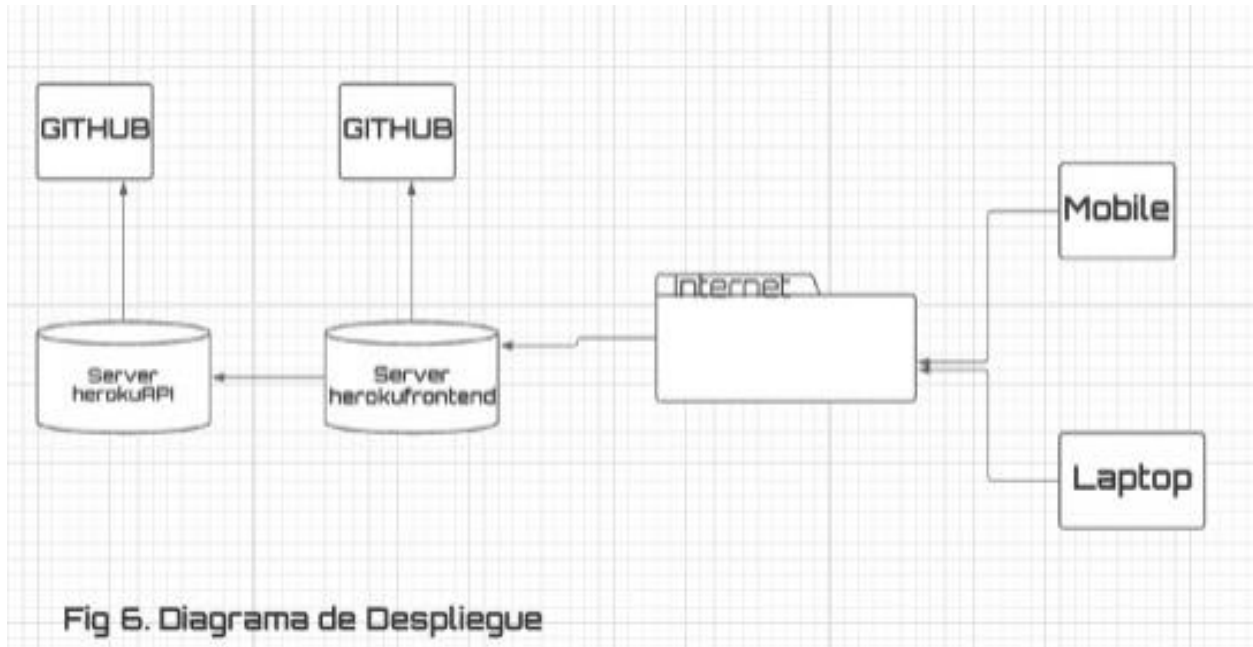 GITHUB
GITHUB
Mobile
Internet
Server
herokuAPI
Server
herokufrontend
Laptop
Fig 6. Diagrama de Despliegue